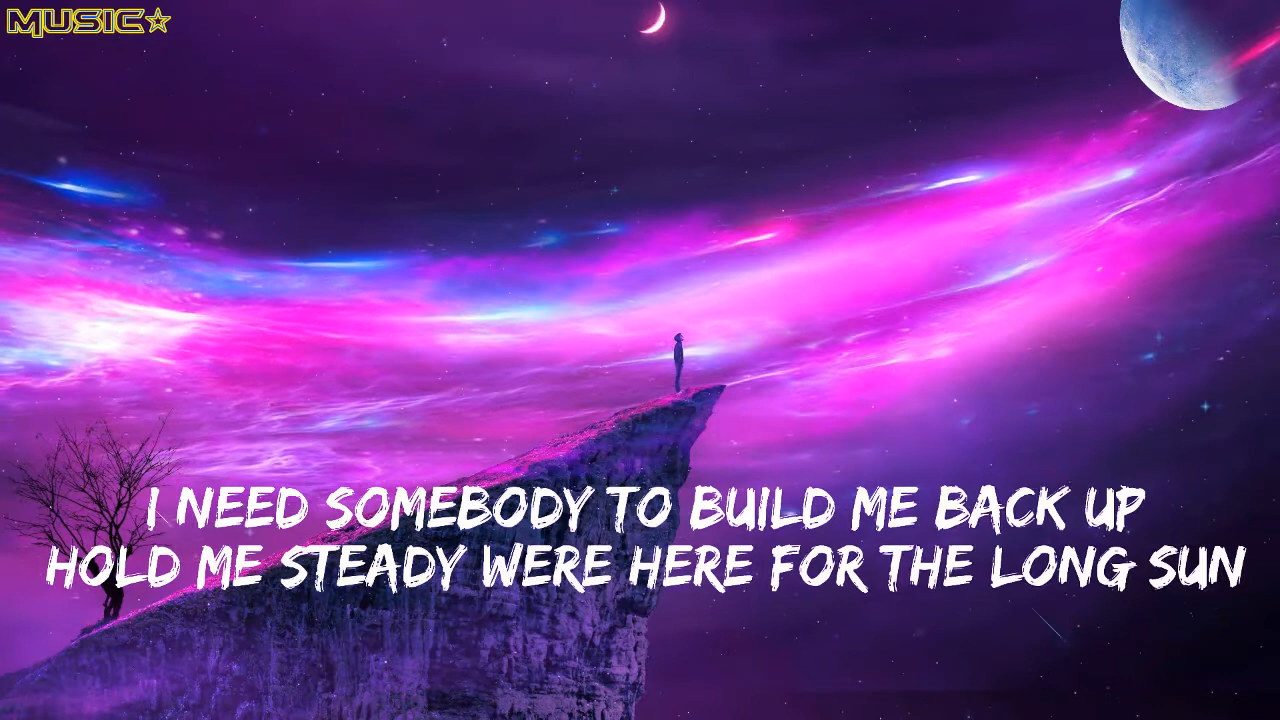 MUSIC☆
I NEED SOMEBODY TO BUILD ME BACK UP
HOLD ME STEADY WERE HERE FOR THE LONG SUN